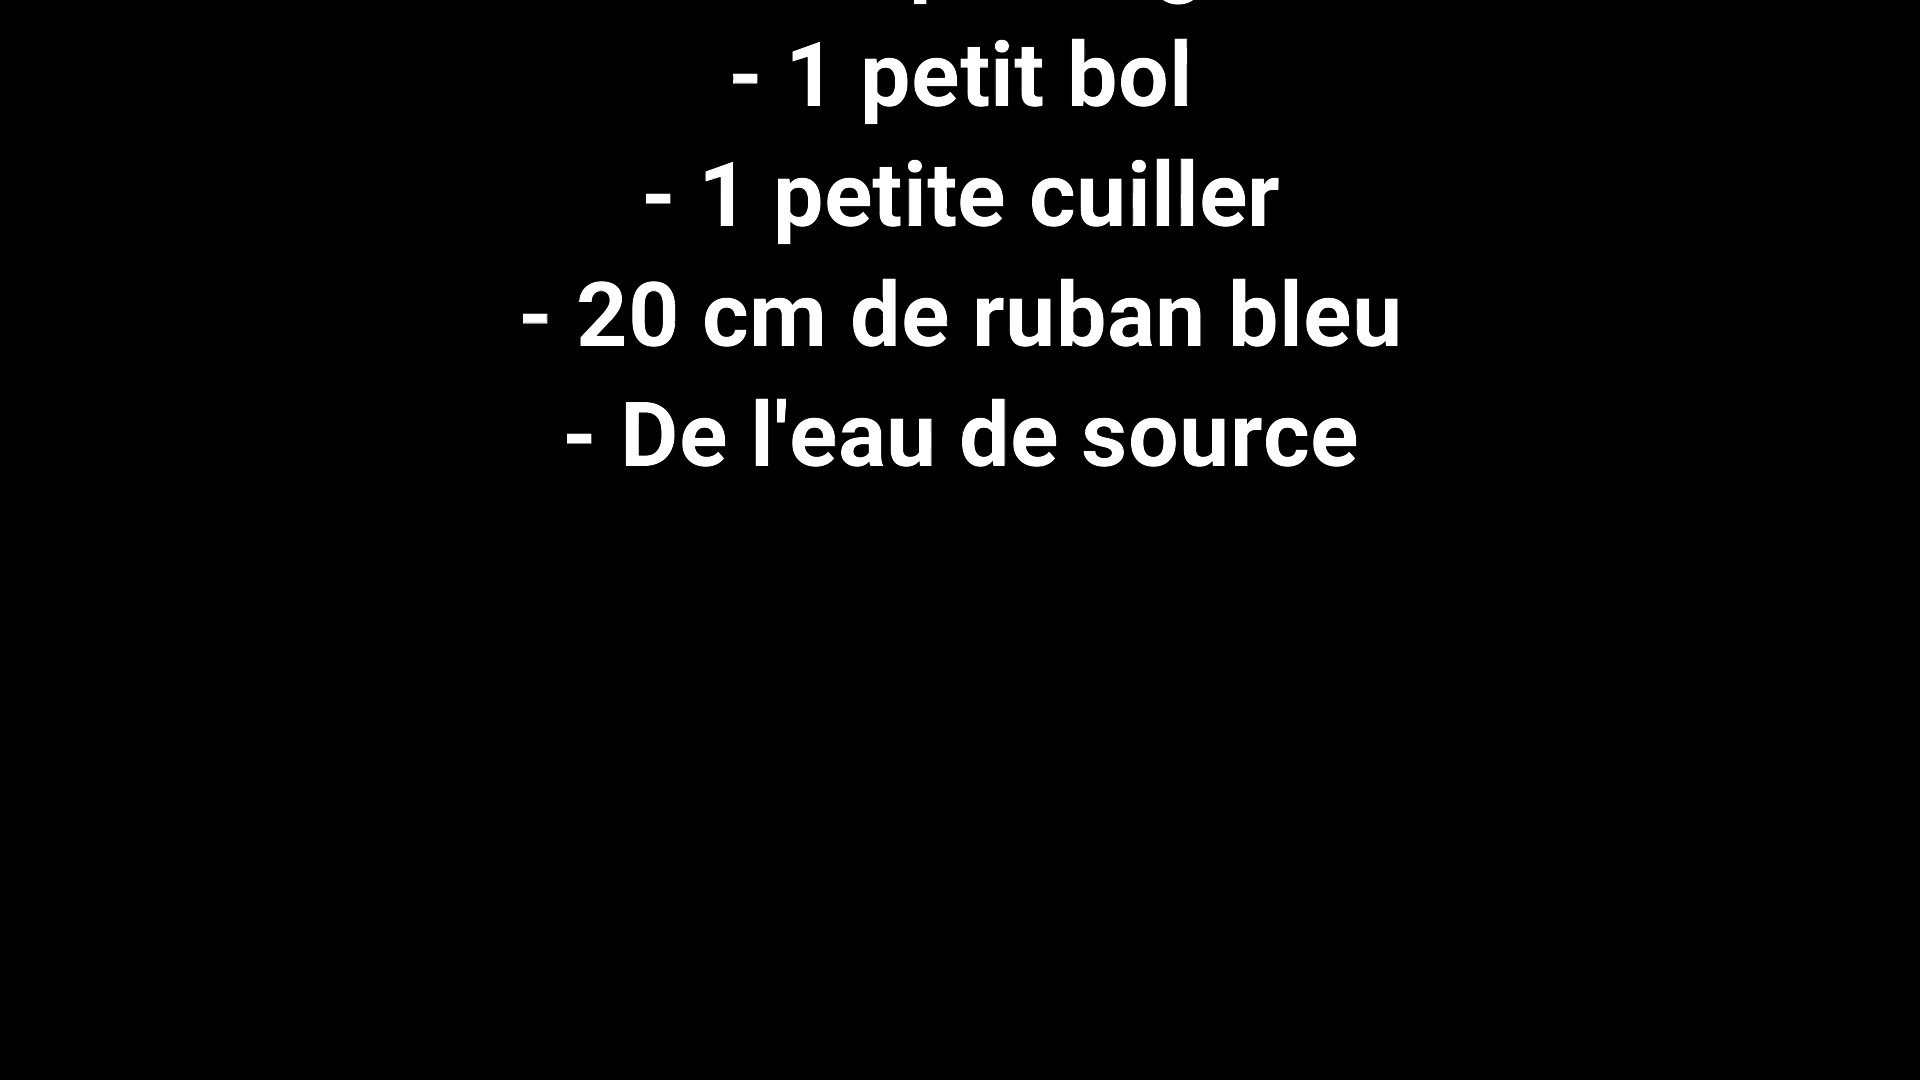 - 1 petit bol
- 1 petite cuiller
- 20 cm de ruban bleu
- De l'eau de source